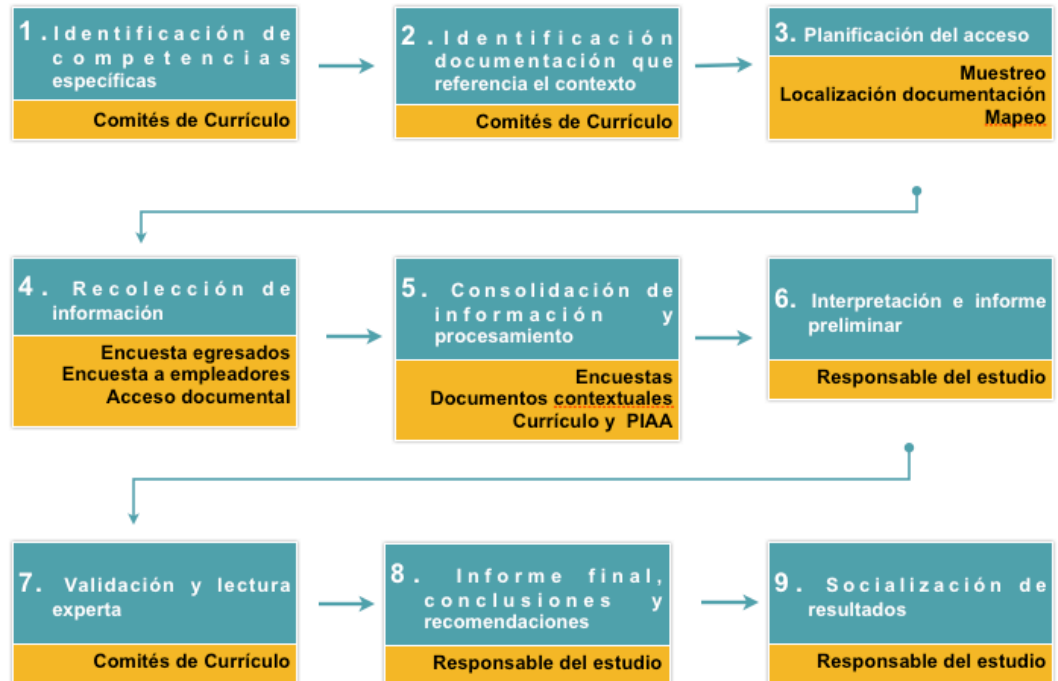 1. Identificación de
competencias
específicas
Comités de Currículo
2. Identificación
documentación que
referencia el contexto
Comités de Currículo
3. Planificación del acceso
Muestreo
Localización documentación
Mapeo
4. Recolección de
información
Encuesta egresados
Encuesta a empleadores
Acceso documental
5. Consolidación de
información y
procesamiento
Encuestas
Documentos contextuales
Currículo y PIAA
6. Interpretación e informe
preliminar
Responsable del estudio
7. Validación y lectura
experta
Comités de Currículo
8. Informe final,
conclusiones y
recomendaciones
Responsable del estudio
9. Socialización de
resultados
Responsable del estudio